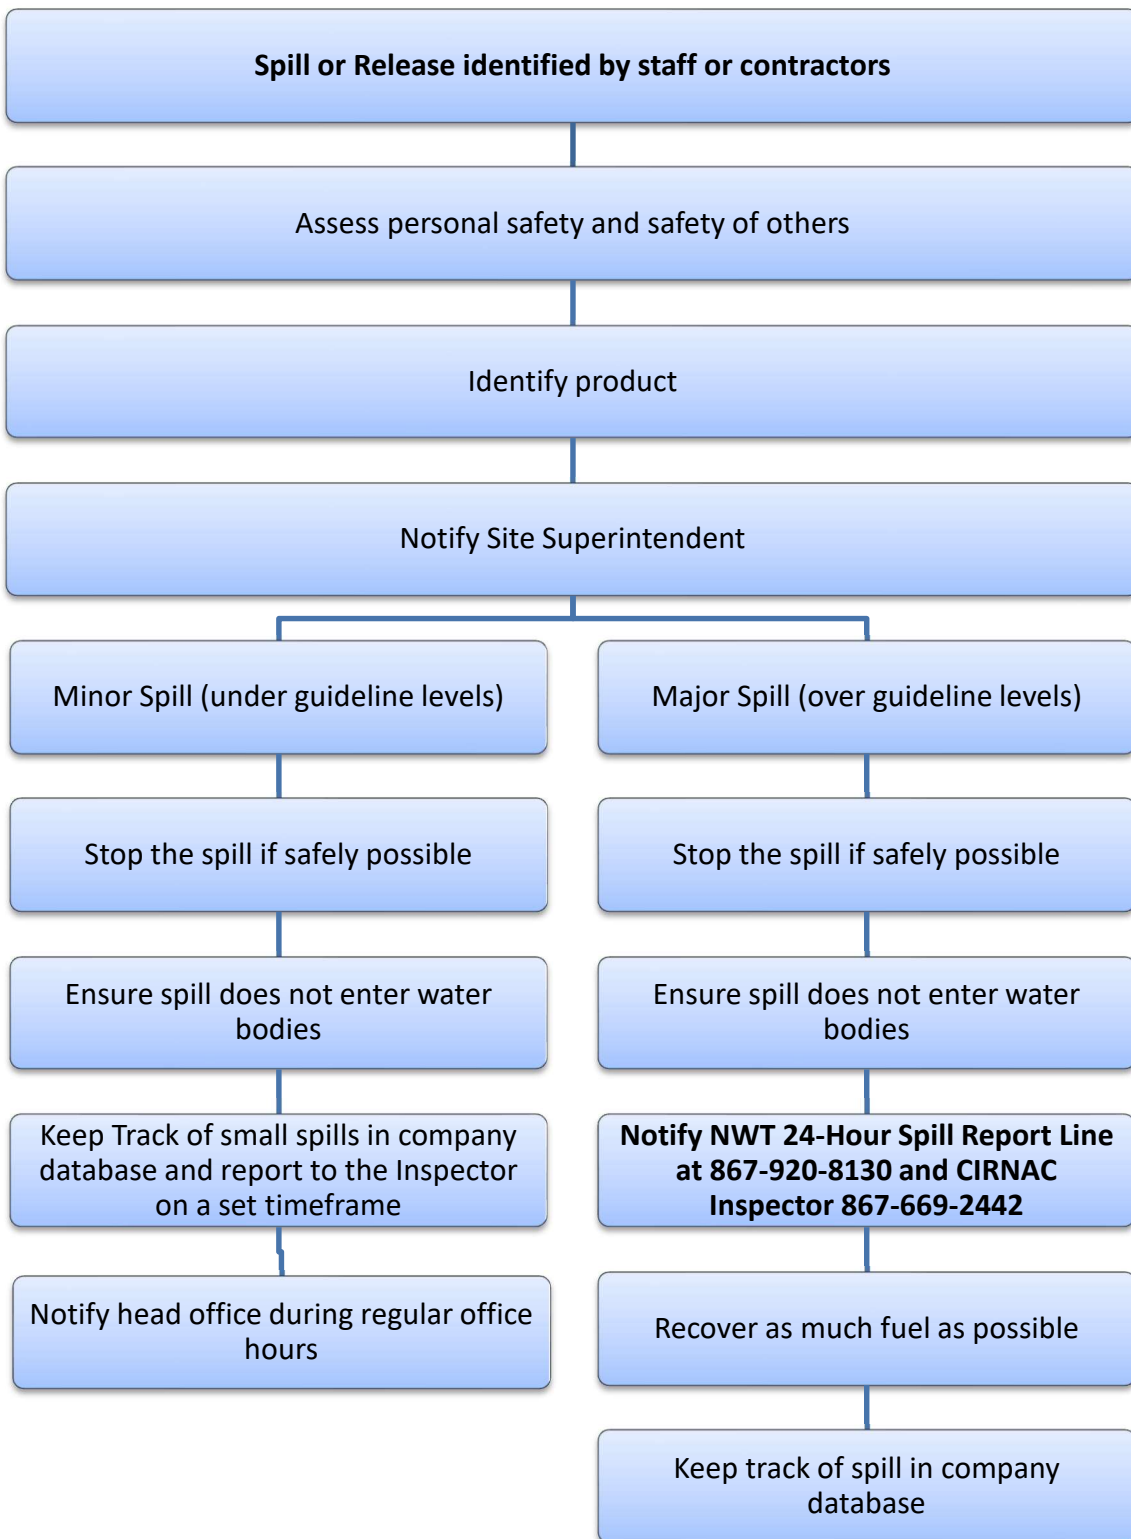 Spill or Release identified by staff or contractors
Assess personal safety and safety of others
Identify product
Notify Site Superintendent
Minor Spill (under guideline levels)
Stop the spill if safely possible
Ensure spill does not enter water
bodies
Keep Track of small spills in company
database and report to the Inspector
on a set timeframe
Notify head office during regular office
hours
Major Spill (over guideline levels)
Stop the spill if safely possible
Ensure spill does not enter water
bodies
Notify NWT 24-Hour Spill Report Line
at 867-920-8130 and CIRNAC
Inspector 867-669-2442
Recover as much fuel as possible
Keep track of spill in company
database